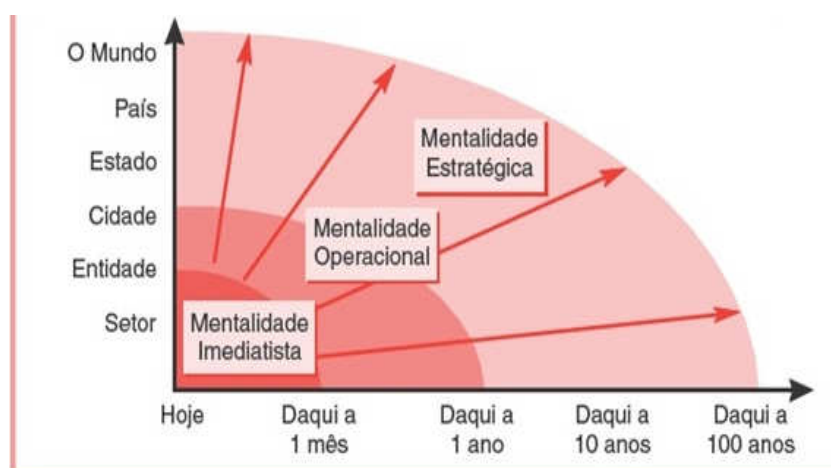 O Mundo
País
Estado
Cidade
Entidade
Setor
Mentalidade
Estratégica
Mentalidade
Operacional
Mentalidade
Imediatista
Hoje
Daqui a
1 mês
Daqui a
1 ano
Daqui a
10 anos
Daqui a
100 anos